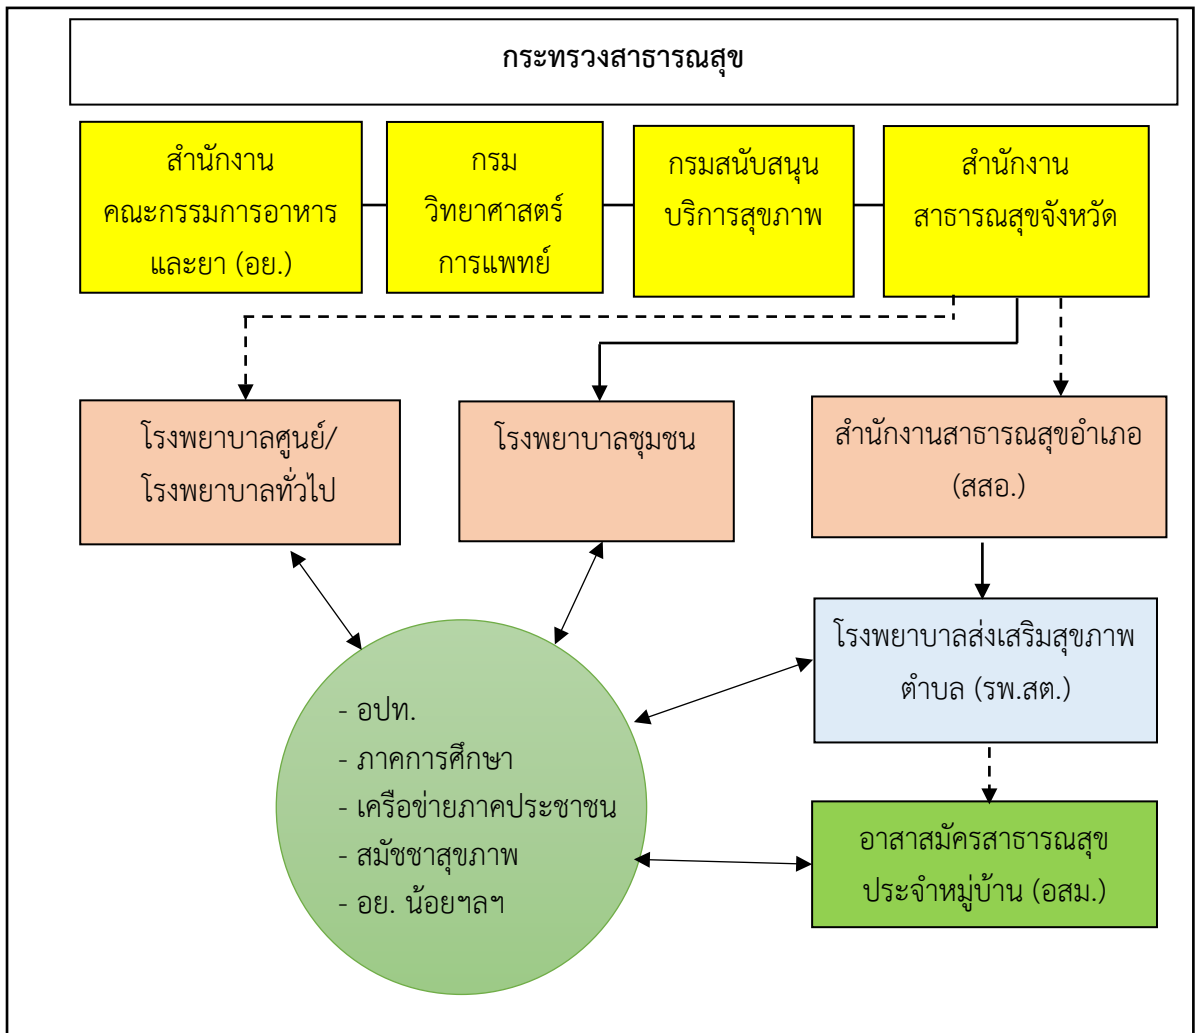 กระทรวงสาธารณสุข
สำนักงาน
คณะกรรมการอาหาร
และยา (อย.)
กรม
วิทยาศาสตร์
การแพทย์
กรมสนับสนุน
บริการสุขภาพ
สำนักงาน
สาธารณสุขจังหวัด
โรงพยาบาลศูนย์/
โรงพยาบาลทั่วไป
โรงพยาบาลชุมชน
สำนักงานสาธารณสุขอำเภอ
(สสอ.)
โรงพยาบาลส่งเสริมสุขภาพ
ตำบล (รพ.สต.)
- อปท.
- ภาคการศึกษา
- เครือข่ายภาคประชาชน
- สมัชชาสุขภาพ
- อย. น้อยฯลฯ
อาสาสมัครสาธารณสุข
ประจำหมู่บ้าน (อสม.)